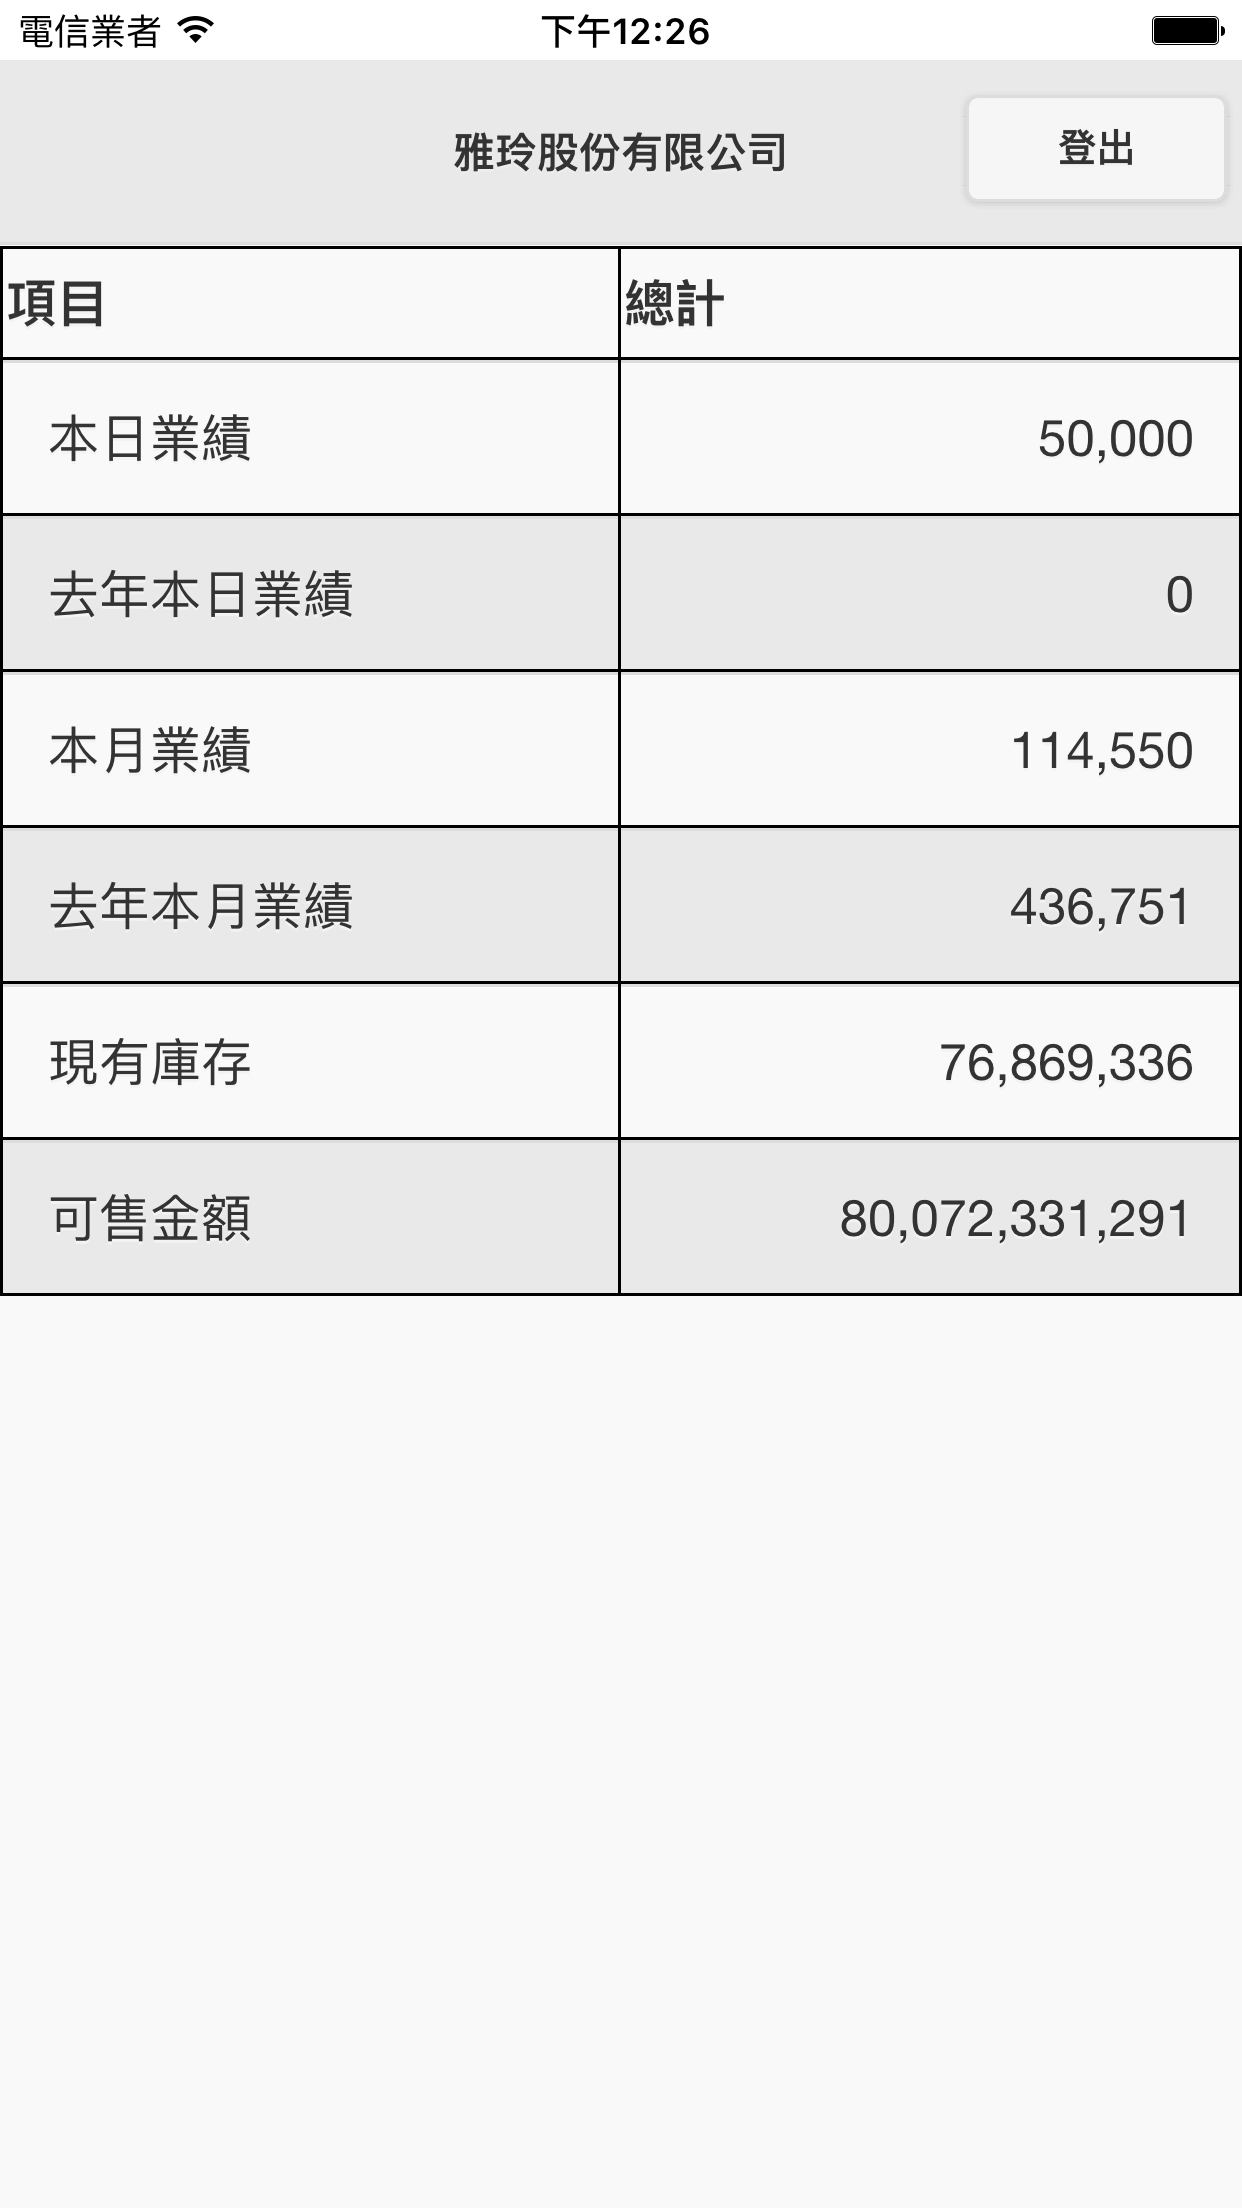 電信業者 下午12:26
雅玲股份有限公司 登出
項目 總計
本日業績 50,000
去年本日業績 0
本月業績 114,550
去年本月業績 436,751
現有庫存 76,869,336
可售金額 80,072,331,291